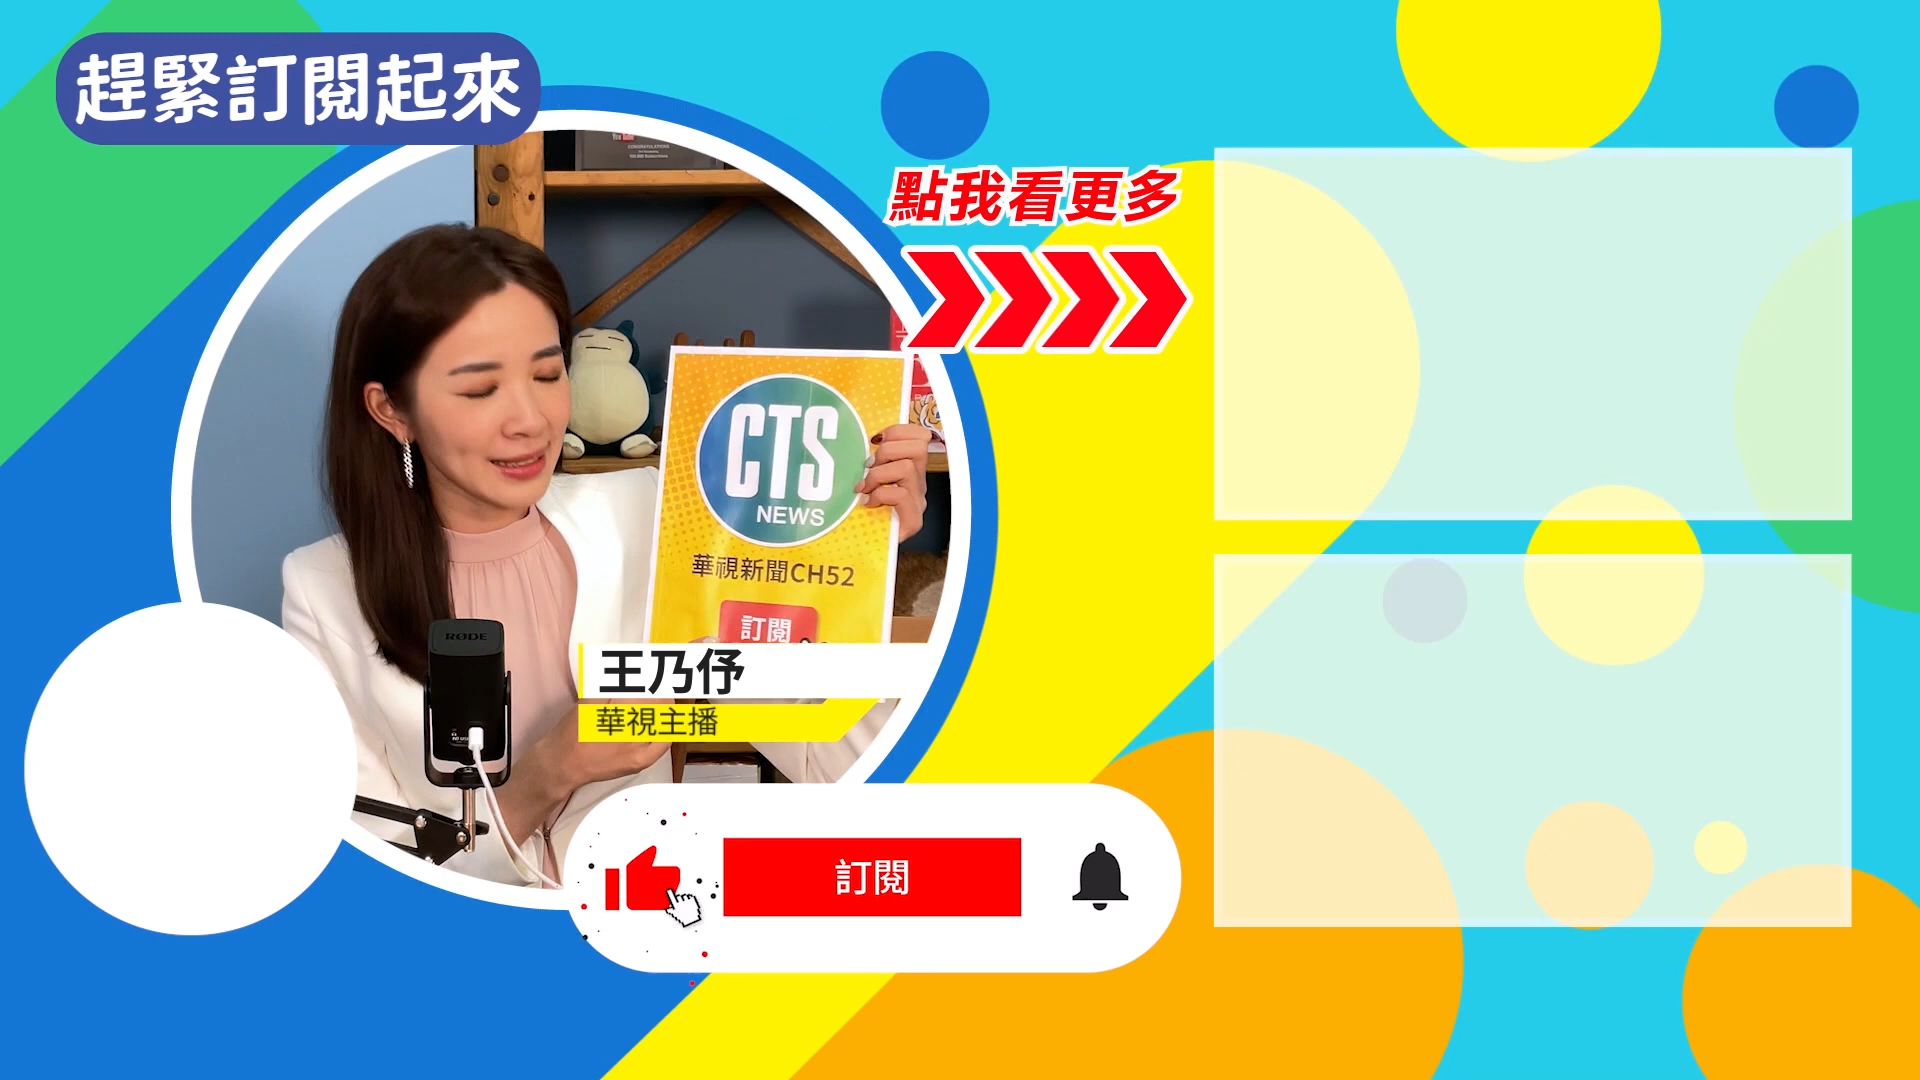 趕緊訂閱起來
點我看更多
CONGRATULATIONS
CTS
NEWS
華視新聞CH52
訂閱
RØDE
王乃伃
華視主播
訂閱